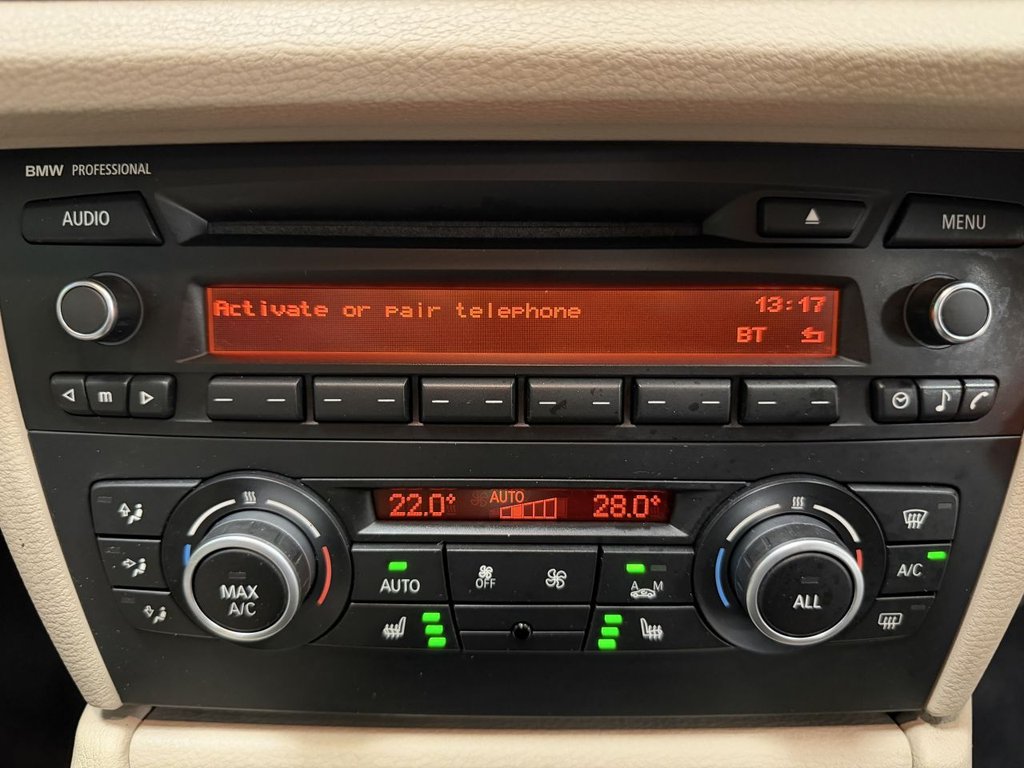 BMW PROFESSIONAL
AUDIO
MENU
Activate or pair telephone 13:17
BT
m
22.0° AUTO 28.0°
MAX A/C
AUTO
OFF
A M
ALL
A/C